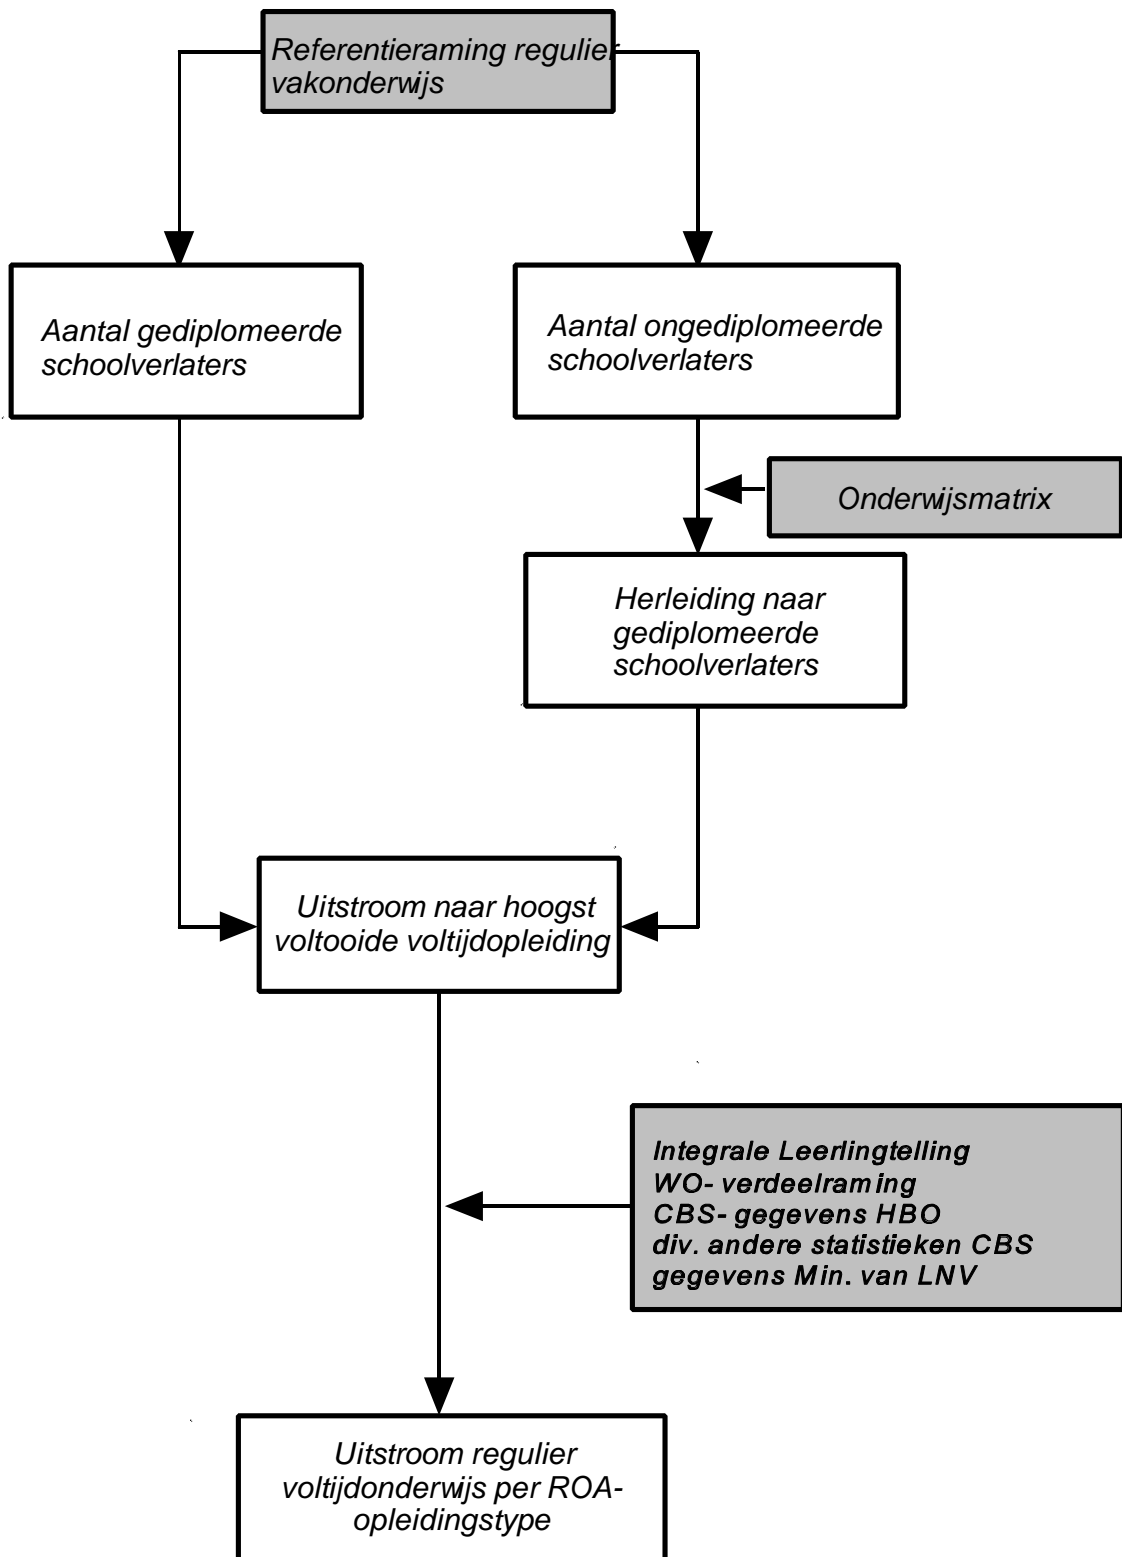 Referentieraming regulier
vakonderwijs
Aantal gediplomeerde
schoolverlaters
Aantal ongediplomeerde
schoolverlaters
Onderwijsmatrix
Herleiding naar
gediplomeerde
schoolverlaters
Uitstroom naar hoogst
voltooide voltijdopleiding
Integrale Leerlingtelling
WO- verdeelraming
CBS- gegevens HBO
div. andere statistieken CBS
gegevens Min. van LNV
Uitstroom regulier
voltijdonderwijs per ROA-
opleidingstype